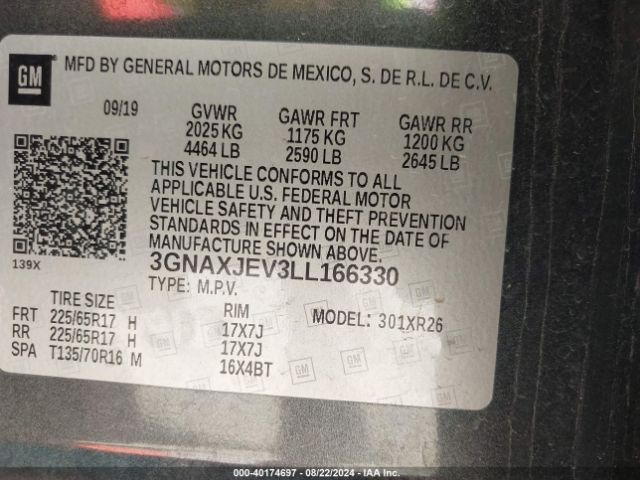 GM
MFD BY GENERAL MOTORS DE MEXICO, S. DE R.L. DE C.V.
09/19 GVWR GAWR FRT GAWR RR
2025 KG 1175 KG 1200 KG
4464 LB 2590 LB 2645 LB
THIS VEHICLE CONFORMS TO ALL
APPLICABLE U.S. FEDERAL MOTOR
VEHICLE SAFETY AND THEFT PREVENTION
STANDARDS IN EFFECT ON THE DATE OF
MANUFACTURE SHOWN ABOVE.
139X
3GNAXJEV3LL166330
TYPE: M.P.V.
TIRE SIZE RIM MODEL: 301XR26
FRT 225/65R17 H 17X7J
RR 225/65R17 H 17X7J
SPA T135/70R16 M 16X4BT
000-40174697 - 08/22/2024 - IAA Inc.